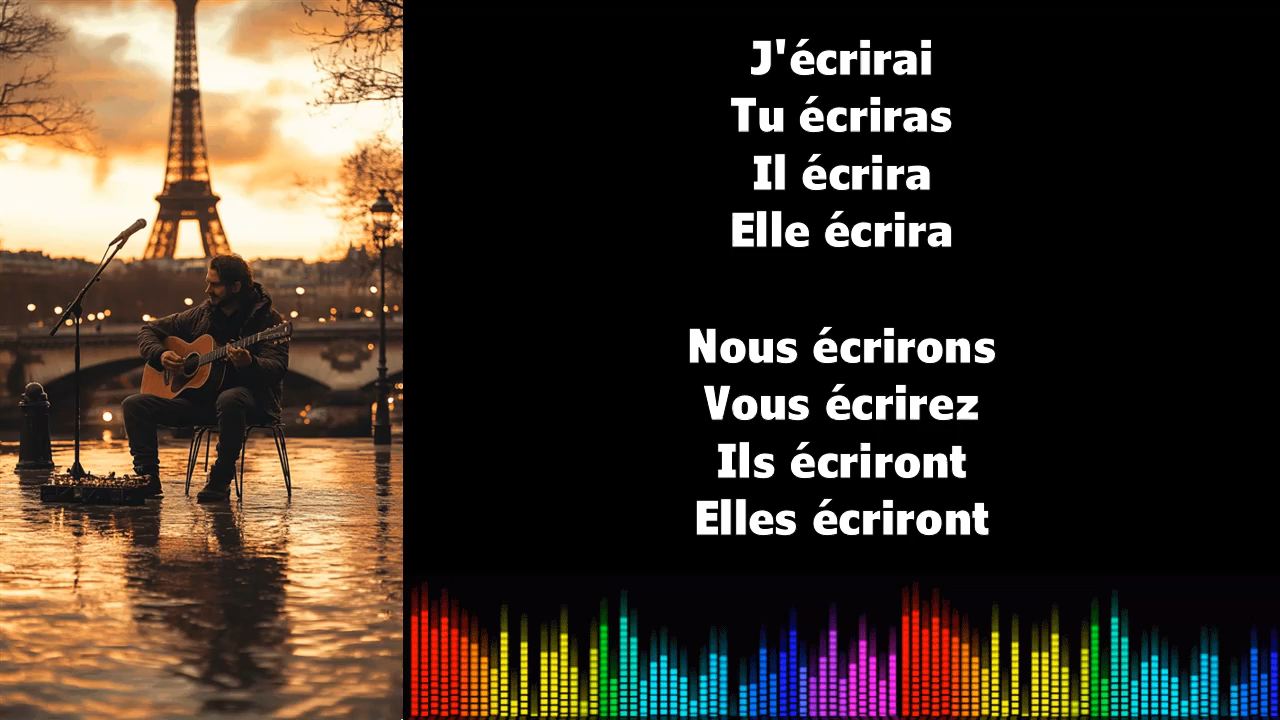 J'écrirai
Tu écriras
Il écrira
Elle écrira
Nous écrirons
Vous écrirez
Ils écriront
Elles écriront